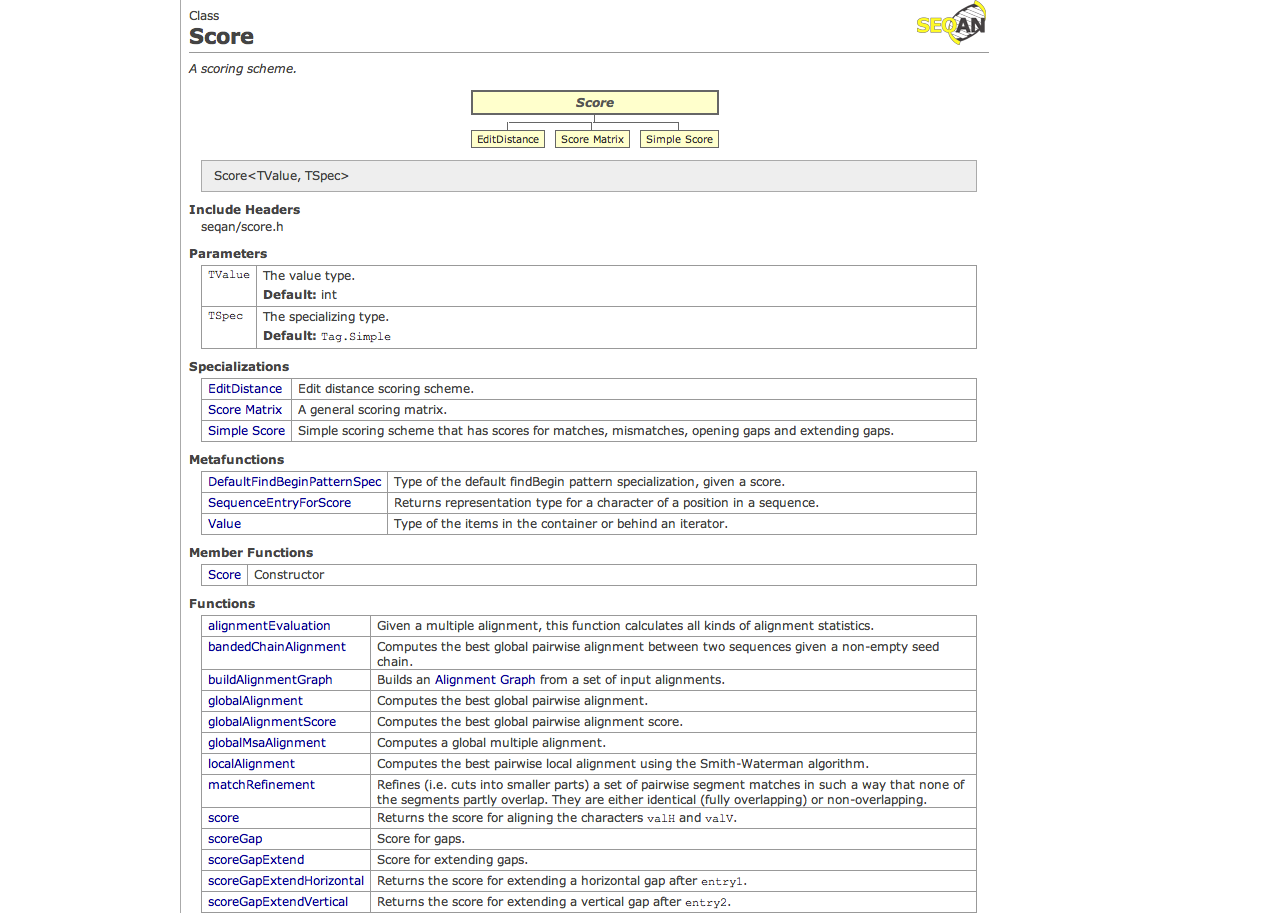 Class
Score
SEQAN
A scoring scheme.
Score
EditDistance Score Matrix Simple Score
Score<TValue, TSpec>
Include Headers
seqan/score.h
Parameters
TValue The value type.
Default: int
TSpec The specializing type.
Default: Tag.Simple
Specializations
EditDistance Edit distance scoring scheme.
Score Matrix A general scoring matrix.
Simple Score Simple scoring scheme that has scores for matches, mismatches, opening gaps and extending gaps.
Metafunctions
DefaultFindBeginPatternSpec Type of the default findBegin pattern specialization, given a score.
SequenceEntryForScore Returns representation type for a character of a position in a sequence.
Value Type of the items in the container or behind an iterator.
Member Functions
Score Constructor
Functions
alignmentEvaluation Given a multiple alignment, this function calculates all kinds of alignment statistics.
bandedChainAlignment Computes the best global pairwise alignment between two sequences given a non-empty seed
chain.
buildAlignmentGraph Builds an Alignment Graph from a set of input alignments.
globalAlignment Computes the best global pairwise alignment.
globalAlignmentScore Computes the best global pairwise alignment score.
globalMsaAlignment Computes a global multiple alignment.
localAlignment Computes the best pairwise local alignment using the Smith-Waterman algorithm.
matchRefinement Refines (i.e. cuts into smaller parts) a set of pairwise segment matches in such a way that none of
the segments partly overlap. They are either identical (fully overlapping) or non-overlapping.
score Returns the score for aligning the characters valH and valV.
scoreGap Score for gaps.
scoreGapExtend Score for extending gaps.
scoreGapExtendHorizontal Returns the score for extending a horizontal gap after entry1.
scoreGapExtendVertical Returns the score for extending a vertical gap after entry2.